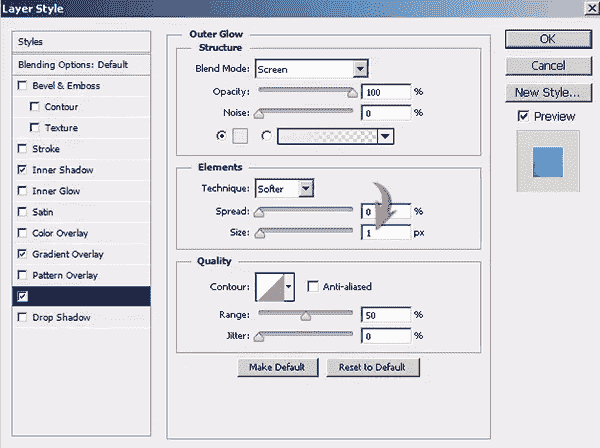 Layer Style
Styles
Blending Options: Default
Bevel & Emboss
Contour
Texture
Stroke
Inner Shadow
Inner Glow
Satin
Color Overlay
Gradient Overlay
Pattern Overlay
Drop Shadow
Outer Glow
Structure
Blend Mode: Screen
Opacity: 100 %
Noise: 0 %
Elements
Technique: Softer
Spread: 0 %
Size: 1 px
Quality
Contour: Anti-aliased
Range: 50 %
Jitter: 0 %
Make Default Reset to Default
OK
Cancel
New Style...
Preview